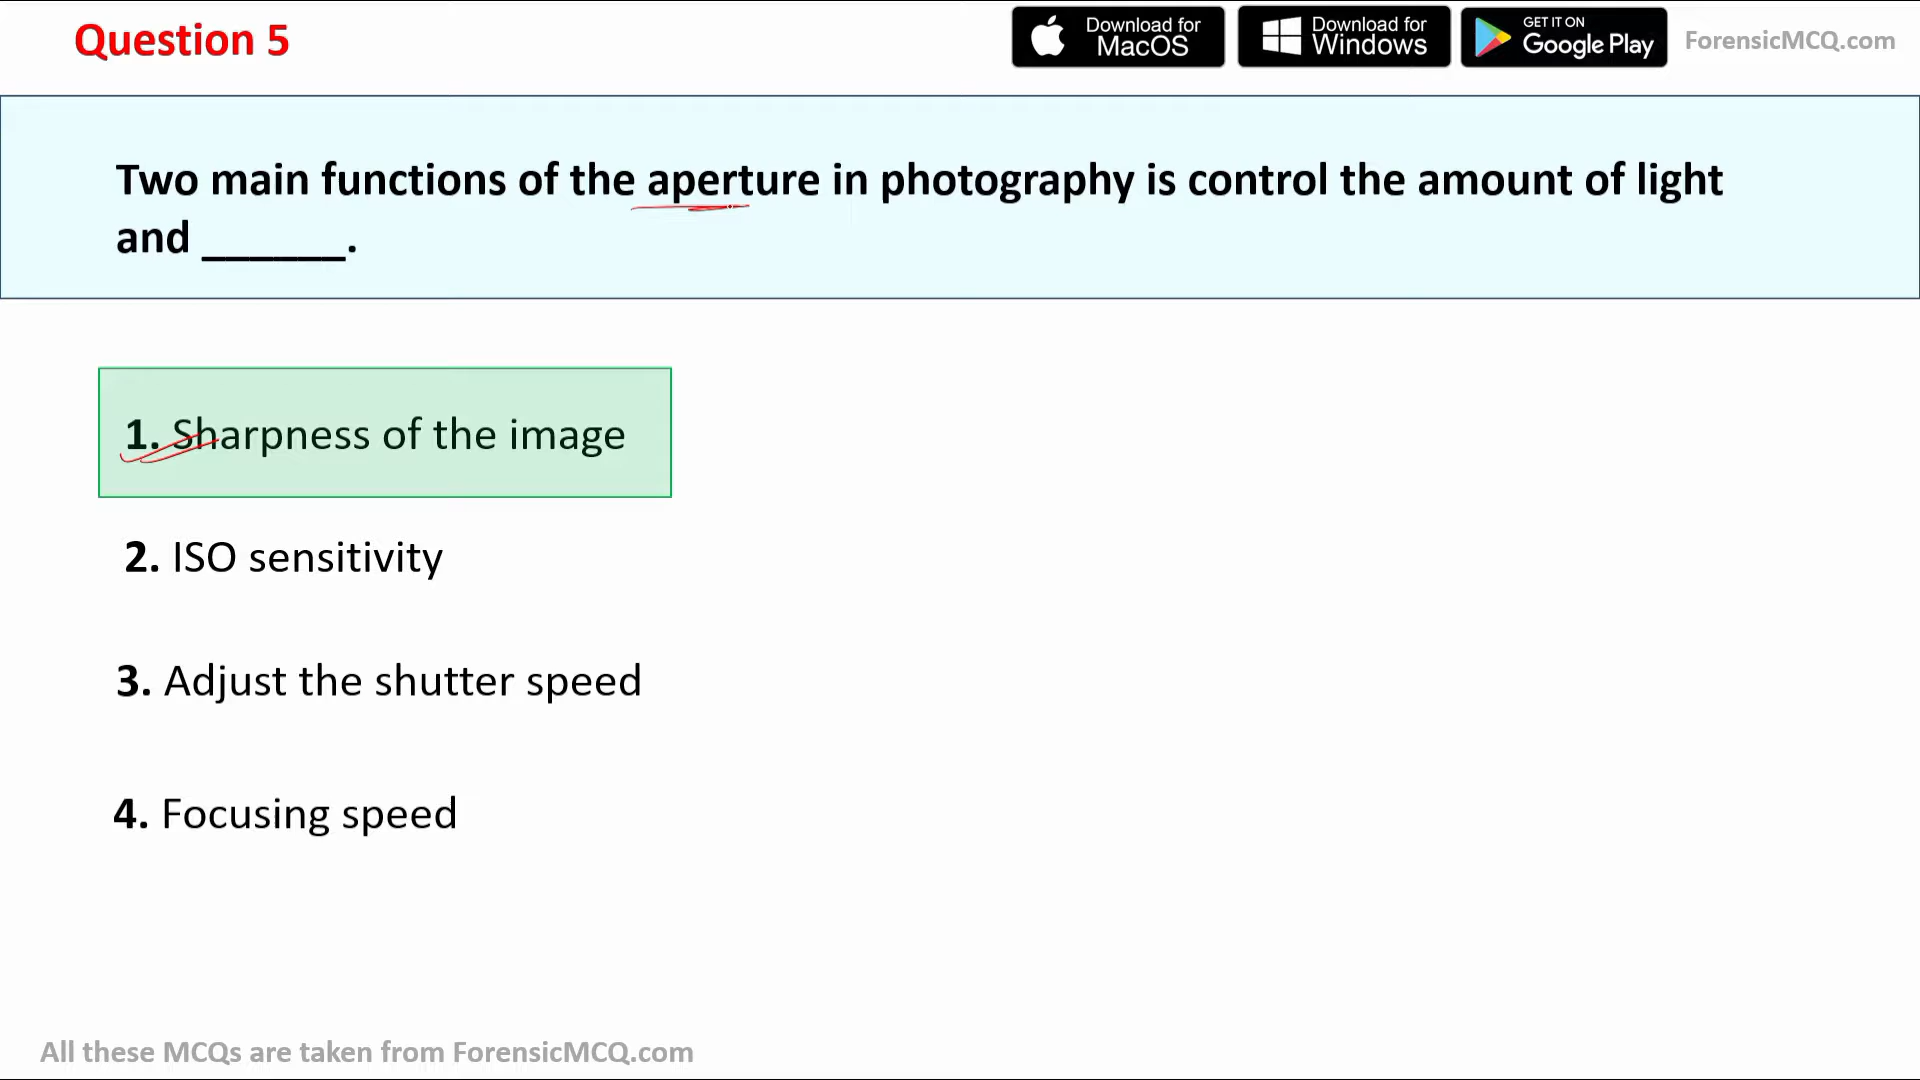 Question 5
Download for
MacOS
Download for
Windows
GET IT ON
Google Play
ForensicMCQ.com
Two main functions of the aperture in photography is control the amount of light
and ______.
1. Sharpness of the image
2. ISO sensitivity
3. Adjust the shutter speed
4. Focusing speed
All these MCQs are taken from ForensicMCQ.com